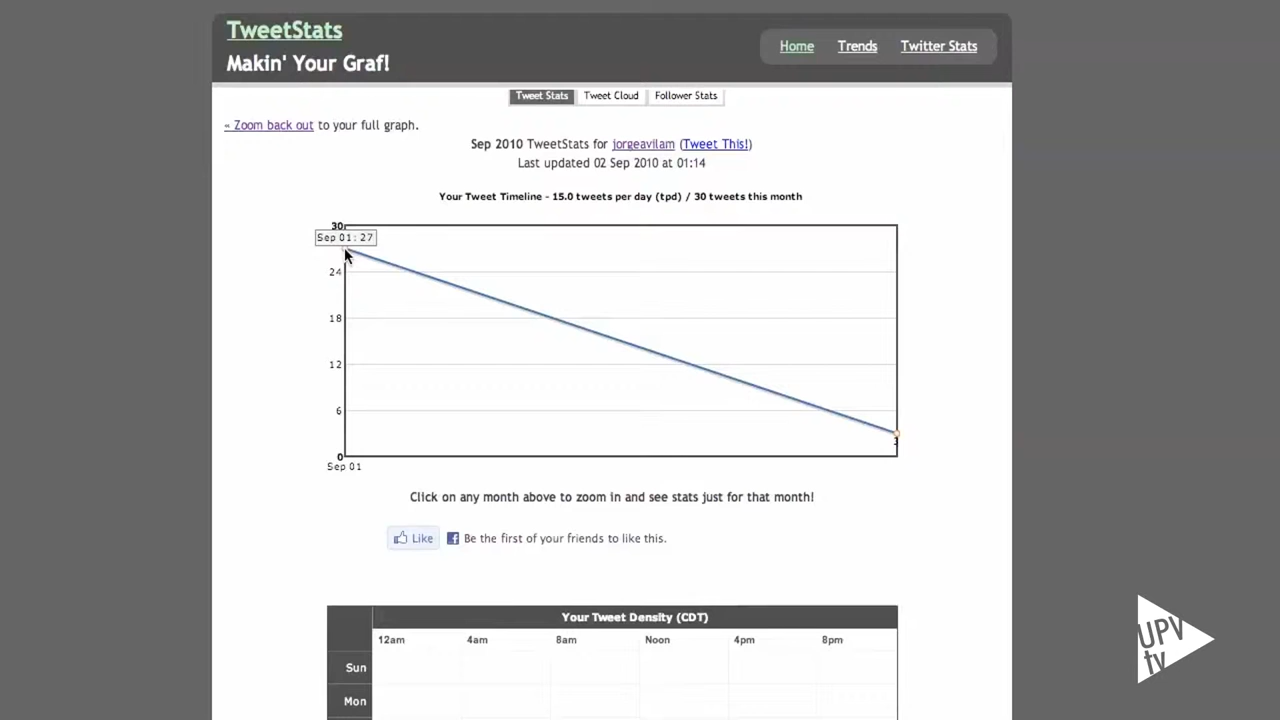 TweetStats
Makin' Your Graf!
Home Trends Twitter Stats
Tweet Stats Tweet Cloud Follower Stats
« Zoom back out to your full graph.
Sep 2010 TweetStats for jorgeavilam (Tweet This!)
Last updated 02 Sep 2010 at 01:14
Your Tweet Timeline - 15.0 tweets per day (tpd) / 30 tweets this month
30
Sep 01: 27
24
18
12
6
0
Sep 01
Click on any month above to zoom in and see stats just for that month!
Like Be the first of your friends to like this.
Your Tweet Density (CDT)
12am 4am 8am Noon 4pm 8pm
Sun
Mon
UPV
tv